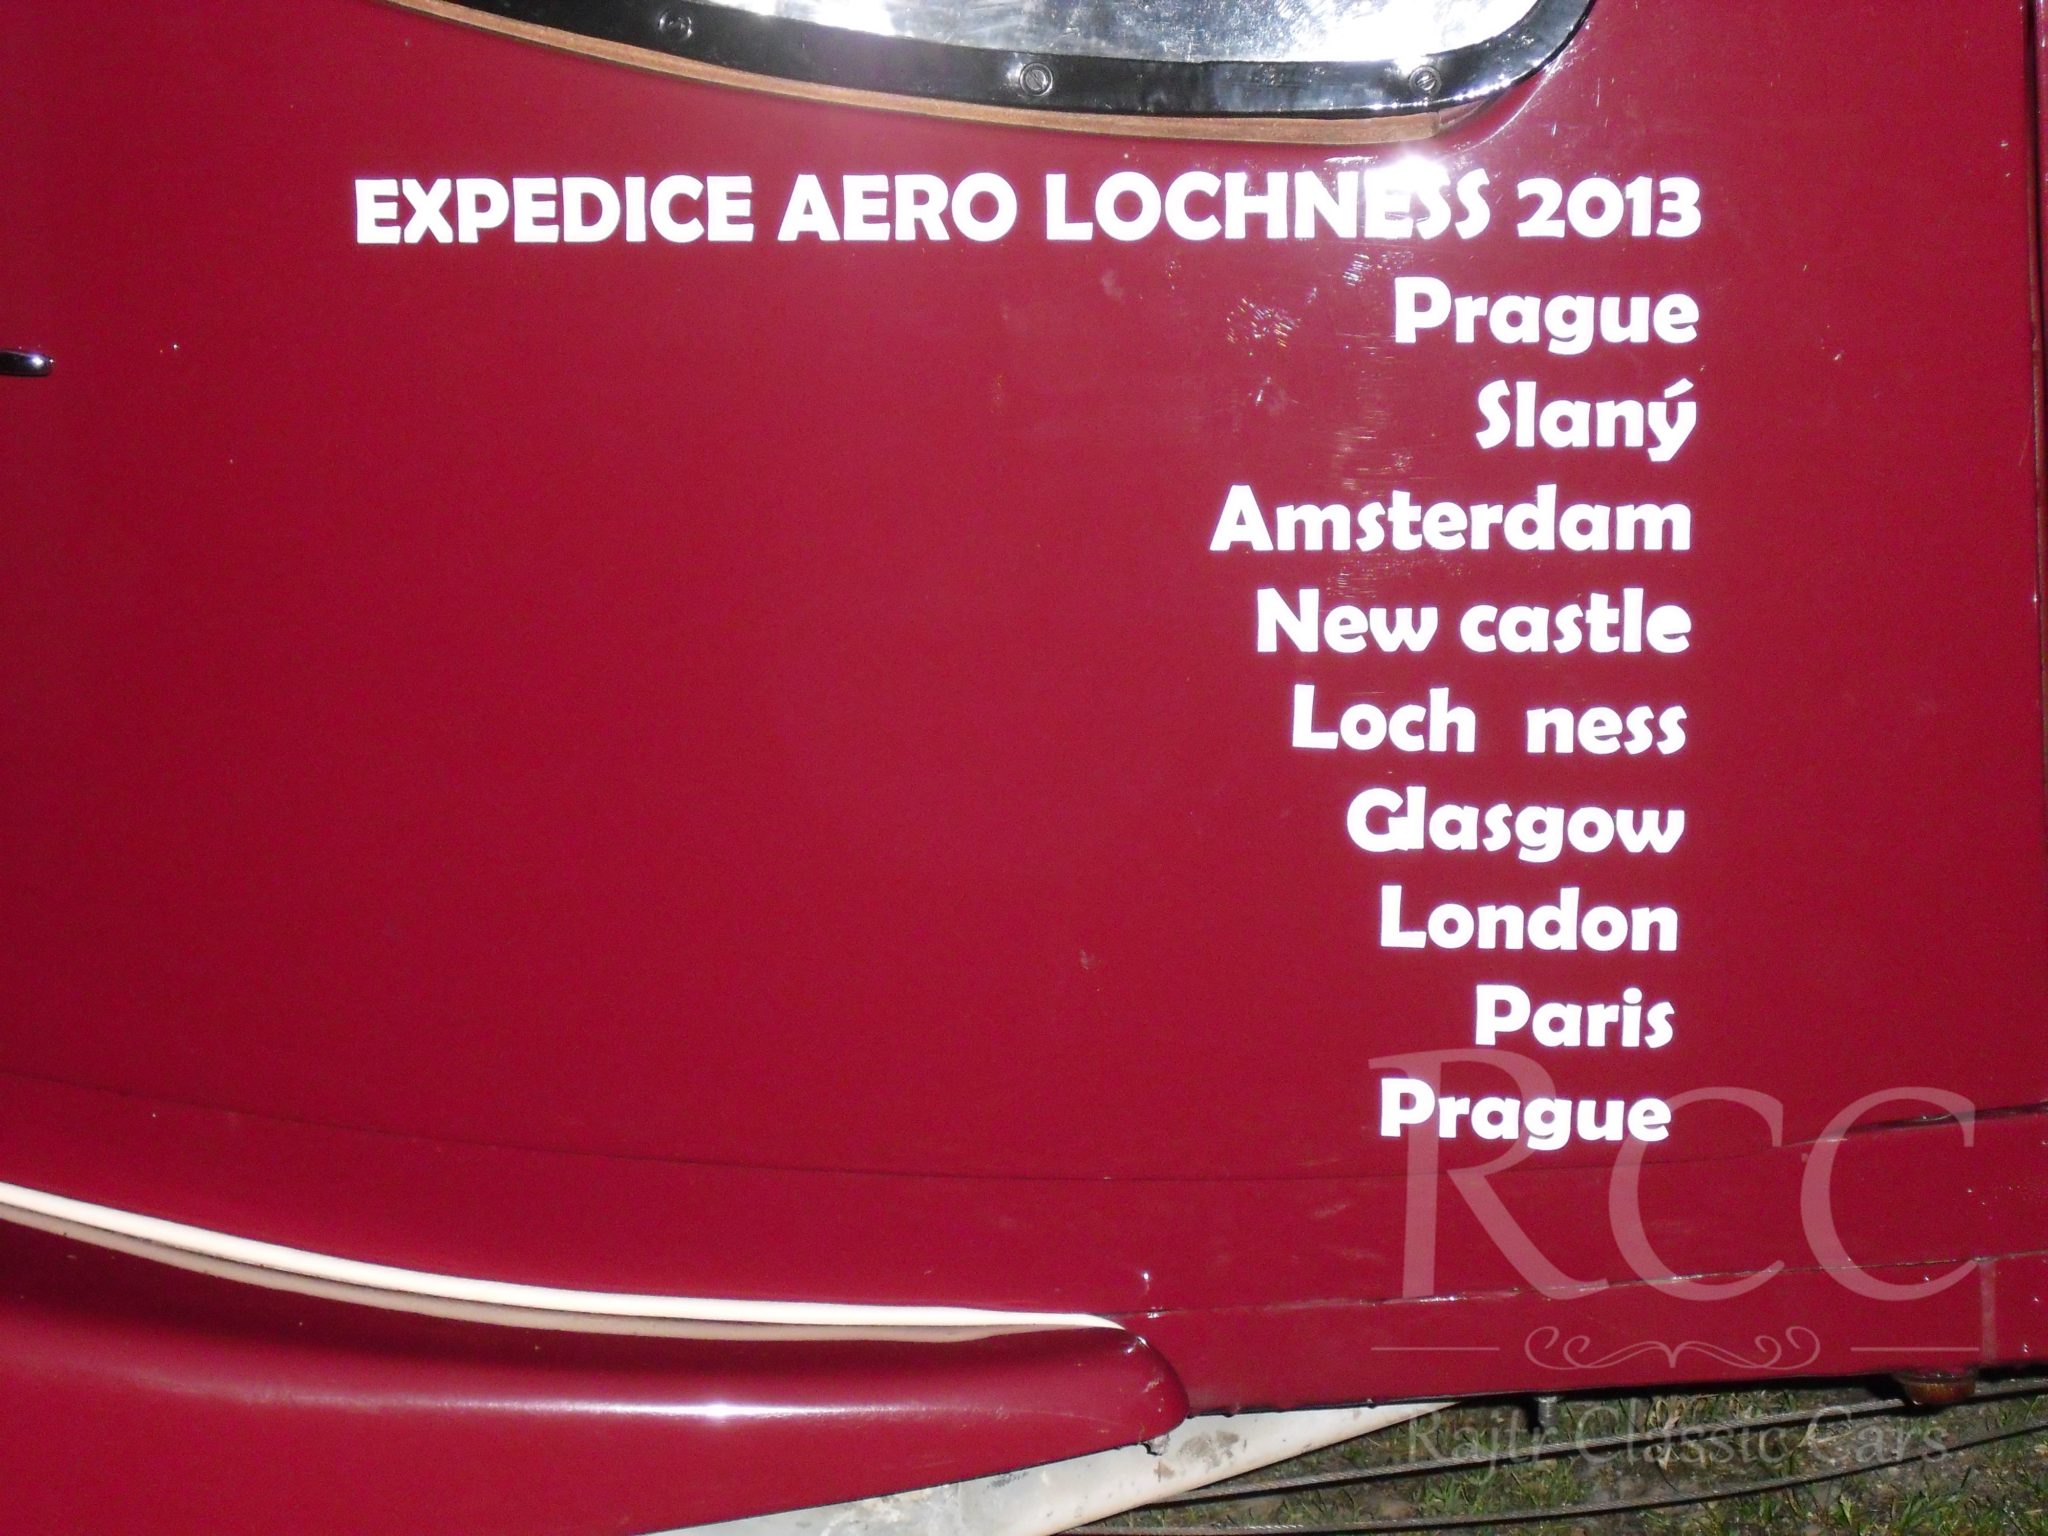 EXPEDICE AERO LOCHNESS 2013
Prague
Slaný
Amsterdam
New castle
Loch ness
Glasgow
London
Paris
Prague
RCC
Rajtr Classic Cars